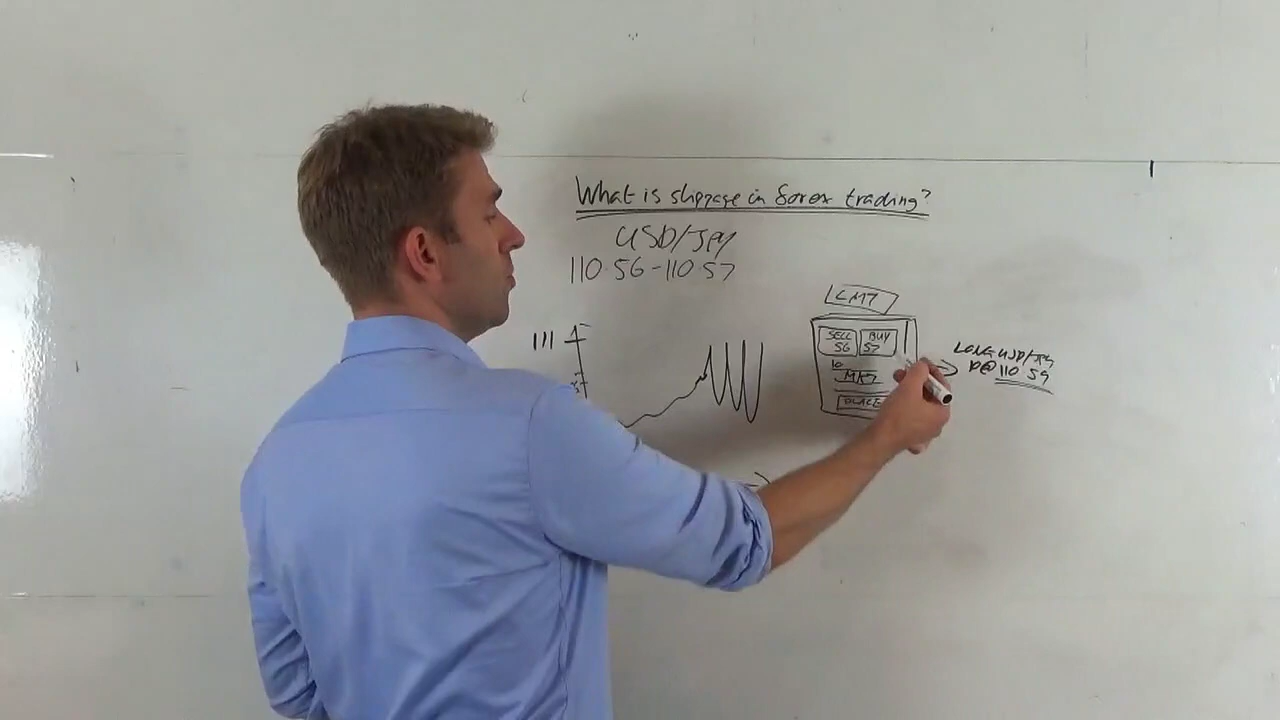 What is slippage in forex trading?
USD/JPY
110.56-110.57
111
LMT
SELL BUY
56 57
10
MKT
PLACE
LONG USD/JPY
@ 110 59